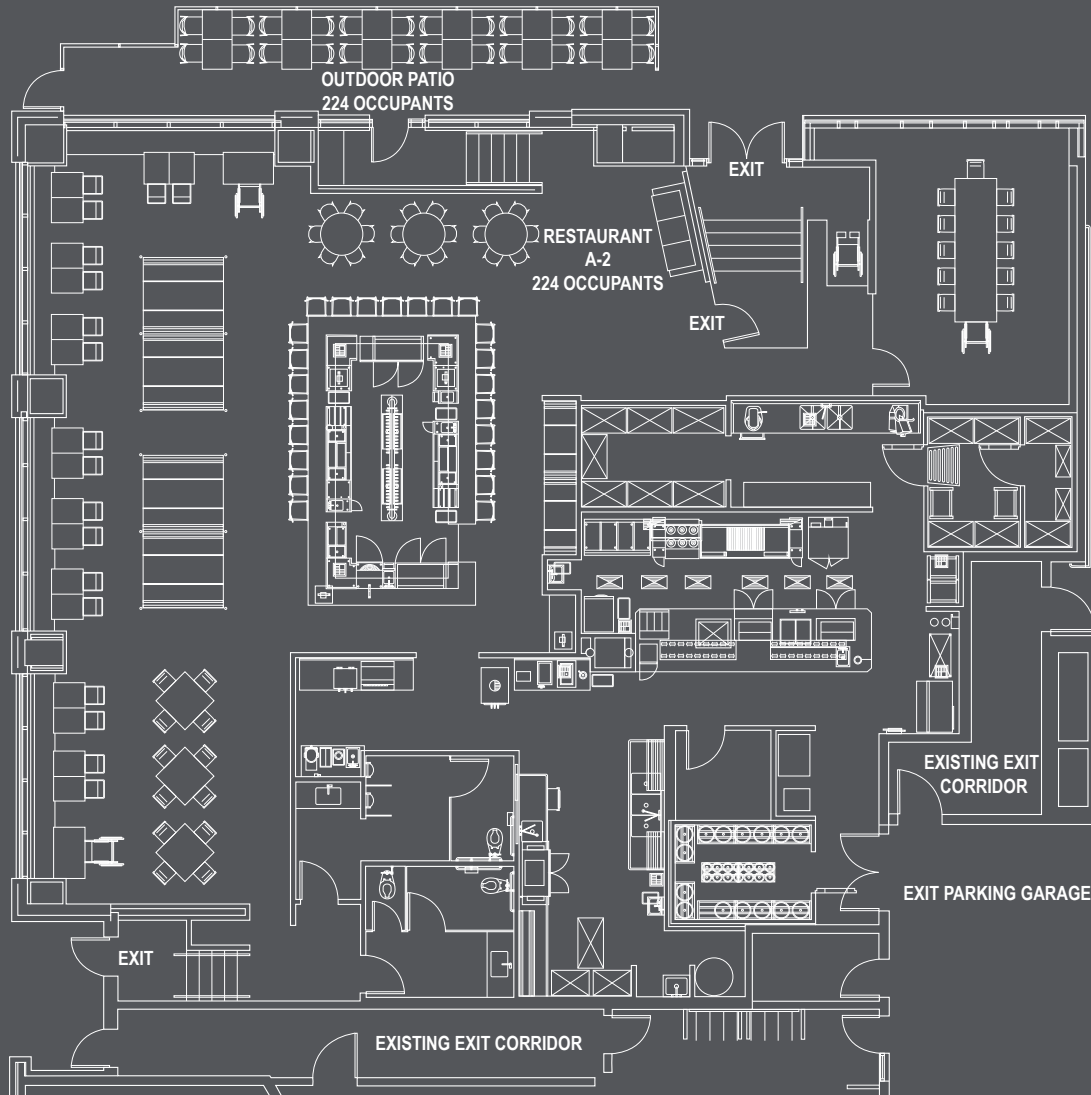 OUTDOOR PATIO
224 OCCUPANTS
EXIT
RESTAURANT
A-2
224 OCCUPANTS
EXIT
EXISTING EXIT
CORRIDOR
EXIT PARKING GARAGE
EXIT
EXISTING EXIT CORRIDOR